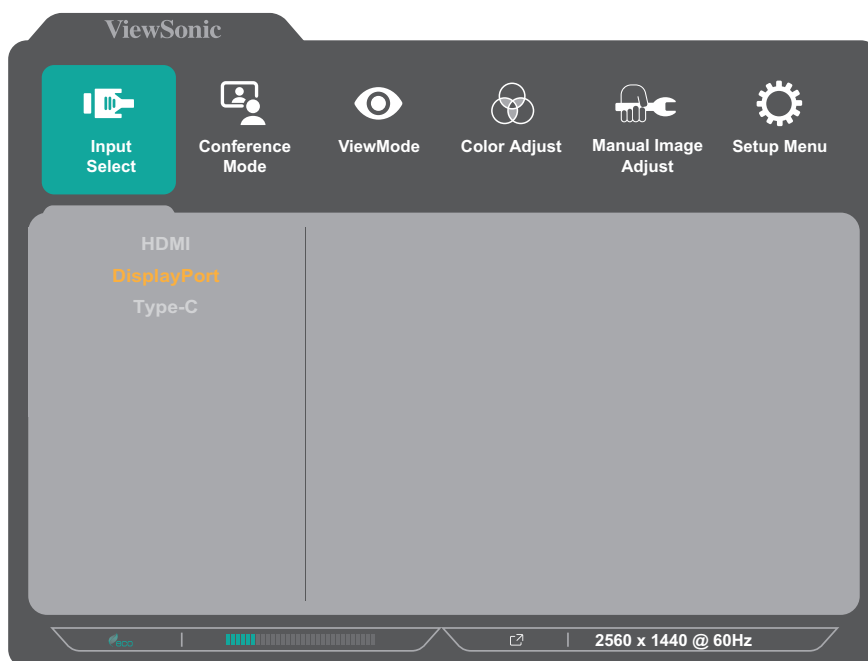 ViewSonic
Input
Select
Conference
Mode
ViewMode
Color Adjust
Manual Image
Adjust
Setup Menu
HDMI
DisplayPort
Type-C
eco
2560 x 1440 @ 60Hz